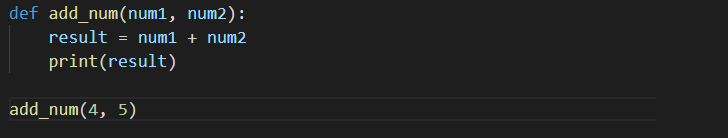 def add_num(num1, num2):
    result = num1 + num2
    print(result)

add_num(4, 5)